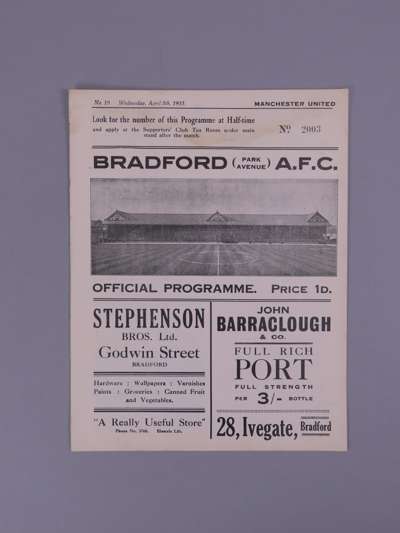 No 19 Wednesday, April 5th, 1933. MANCHESTER UNITED
Look for the number of this Programme at Half-time
and apply at the Supporters' Club Tea Room under main
stand after the match.
No 2003
BRADFORD (PARK AVENUE) A.F.C.
OFFICIAL PROGRAMME. PRICE 1D.
STEPHENSON
BROS. Ltd.
Godwin Street
BRADFORD
Hardware : Wallpapers : Varnishes
Paints : Groceries : Canned Fruit
and Vegetables.
"A Really Useful Store"
JOHN
BARRACLOUGH
& CO.
FULL RICH
PORT
FULL STRENGTH
PER 3/- BOTTLE
28, Ivegate, Bradford